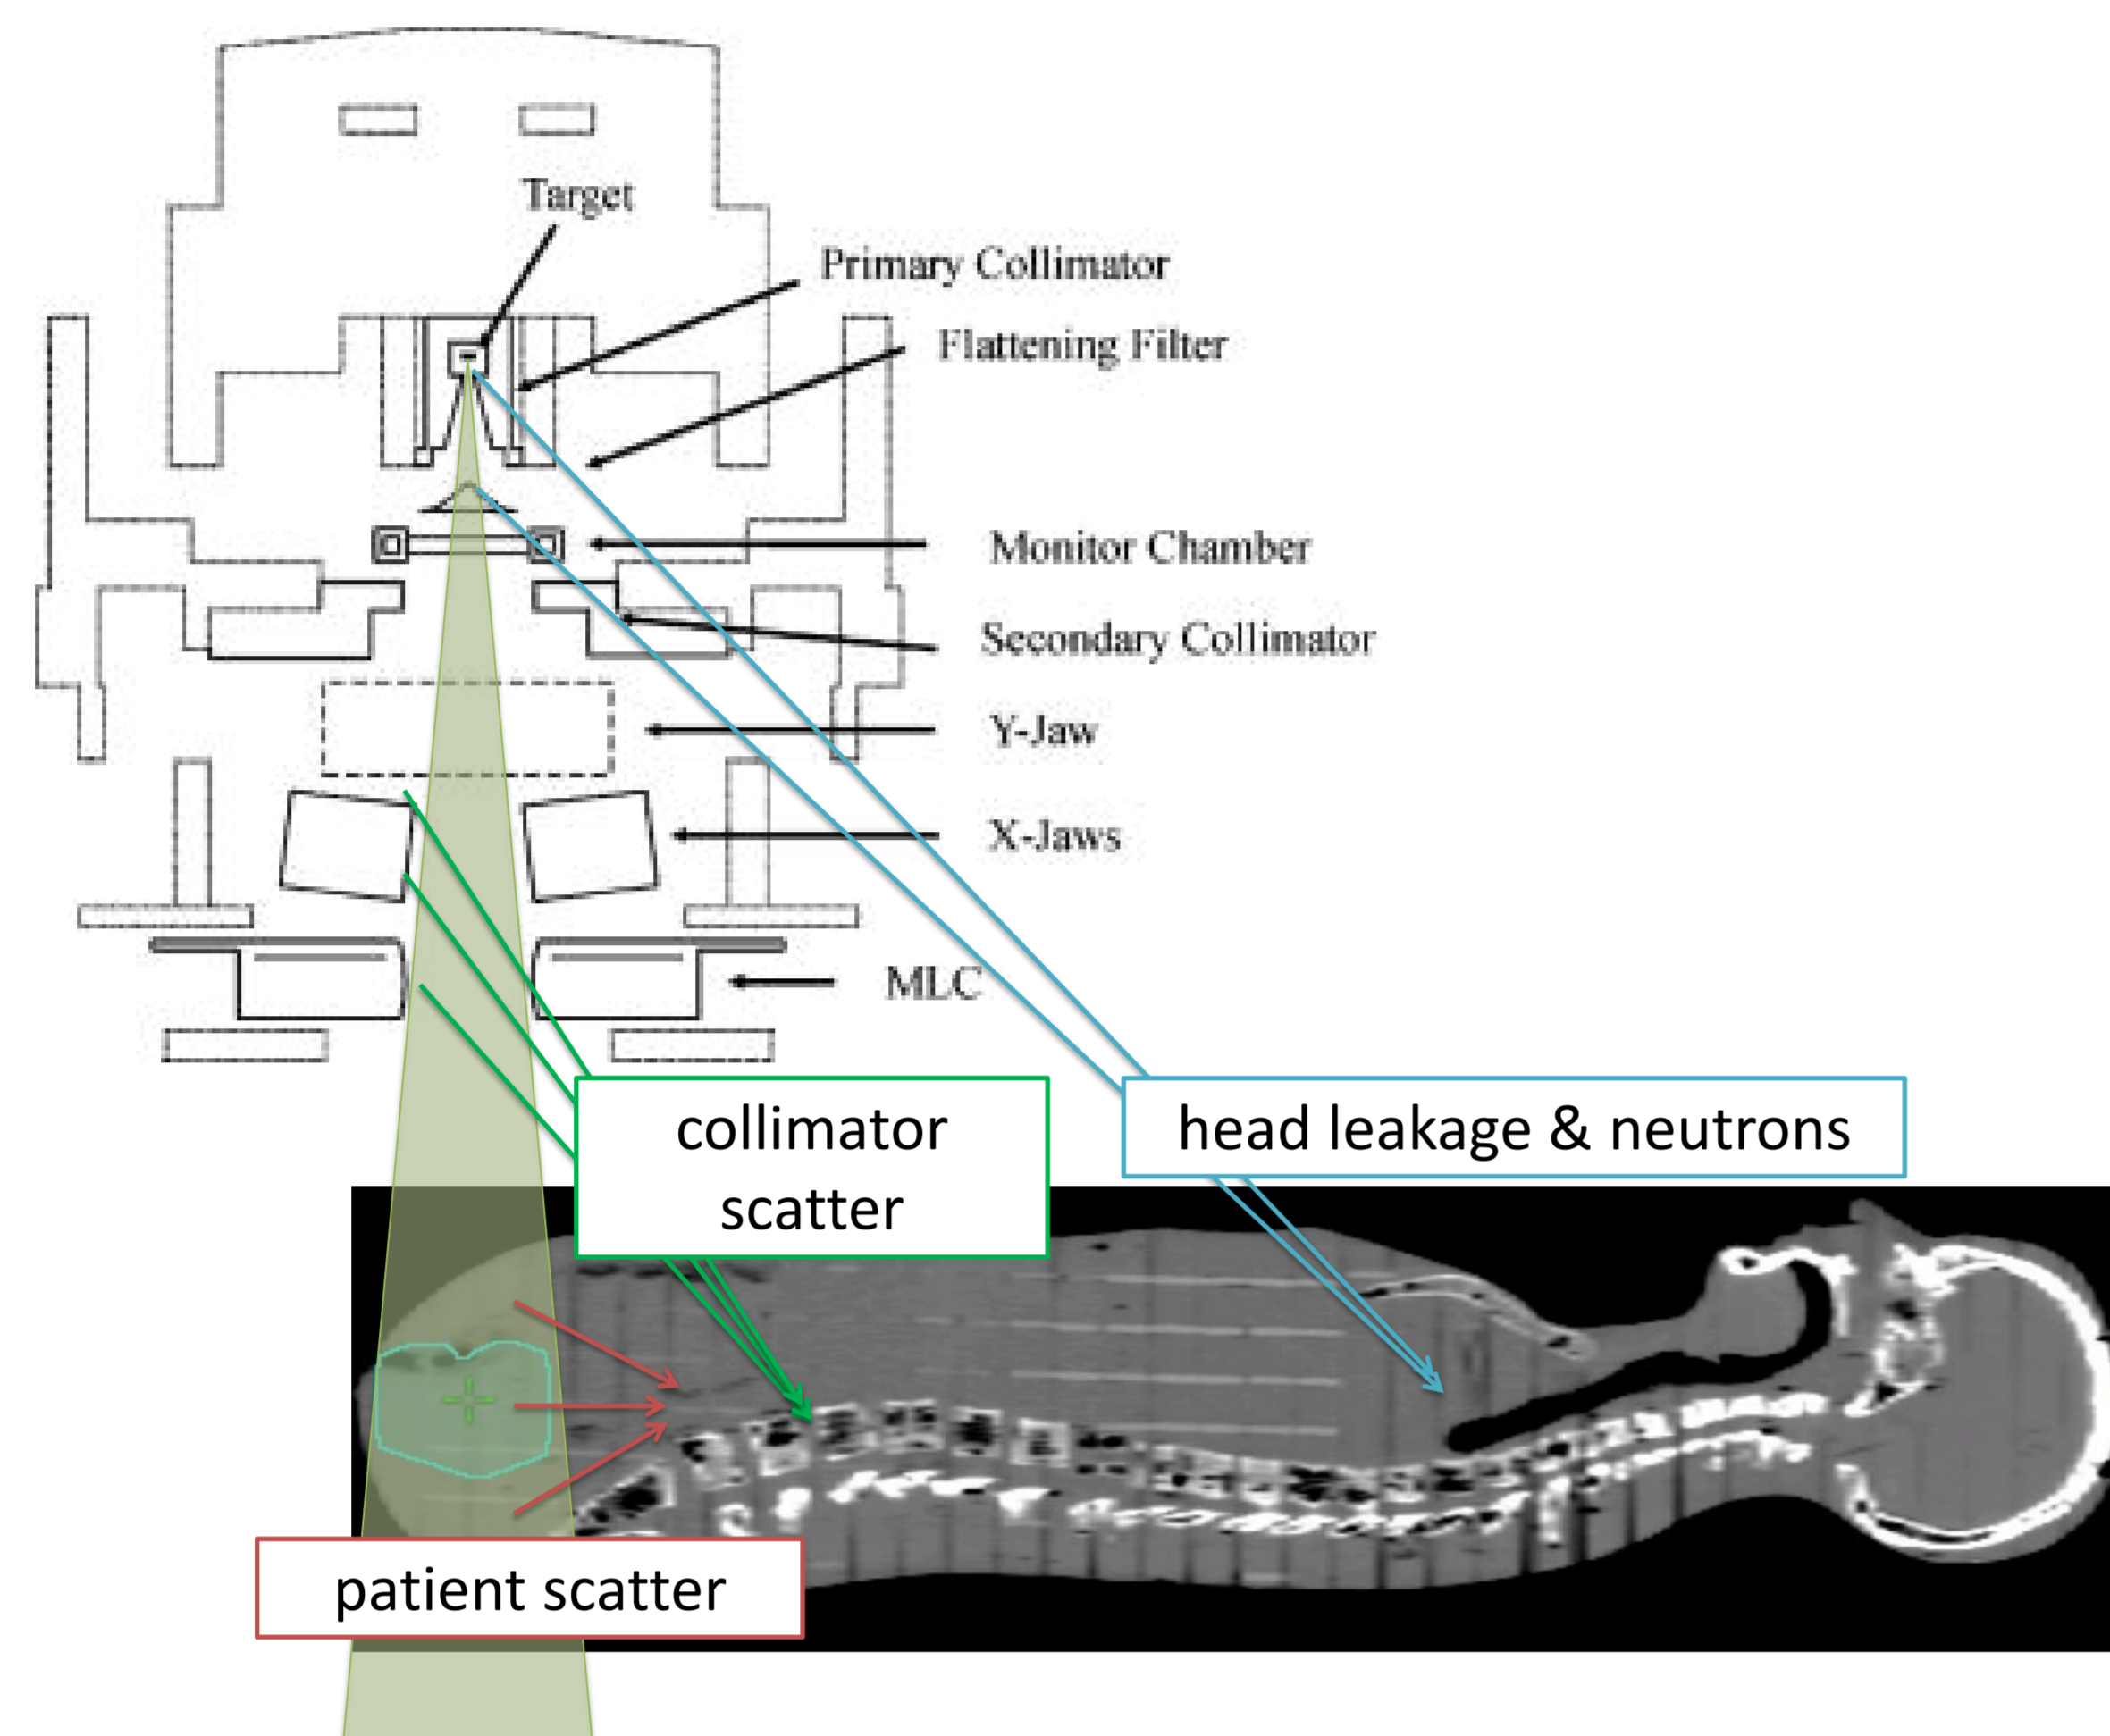 Target
Primary Collimator
Flattening Filter
Monitor Chamber
Secondary Collimator
Y-Jaw
X-Jaws
MLC
collimator
scatter
head leakage & neutrons
patient scatter